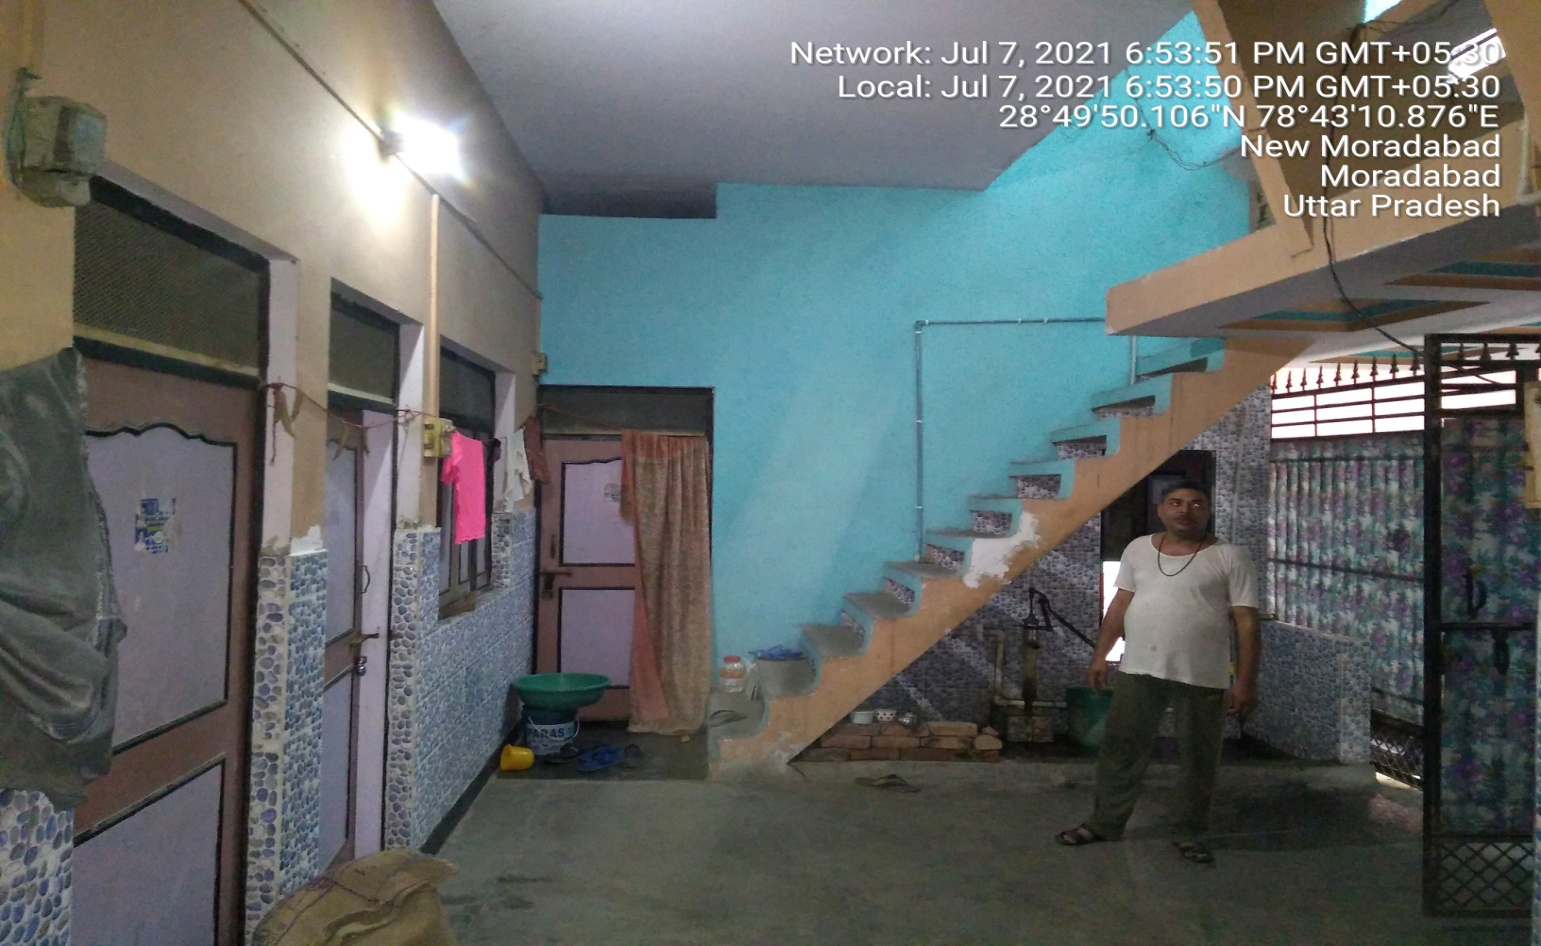 Network: Jul 7, 2021 6:53:51 PM GMT+05:30
Local: Jul 7, 2021 6:53:50 PM GMT+05:30
28°49'50.106"N 78°43'10.876"E
New Moradabad
Moradabad
Uttar Pradesh